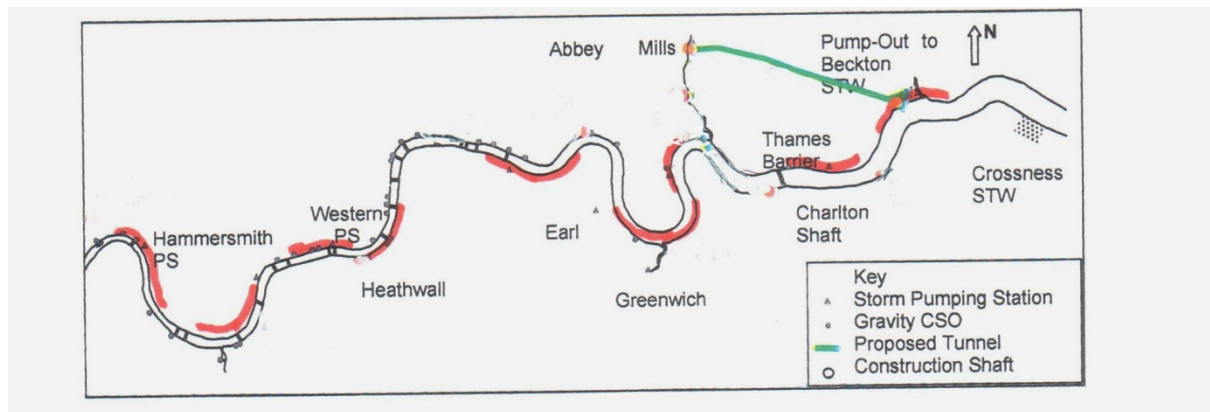 Abbey Mills
Pump-Out to
Beckton
STW
N
Thames
Barrier
Crossness
STW
Charlton
Shaft
Western
PS
Hammersmith
PS
Earl
Heathwall
Greenwich
Key
Storm Pumping Station
Gravity CSO
Proposed Tunnel
Construction Shaft